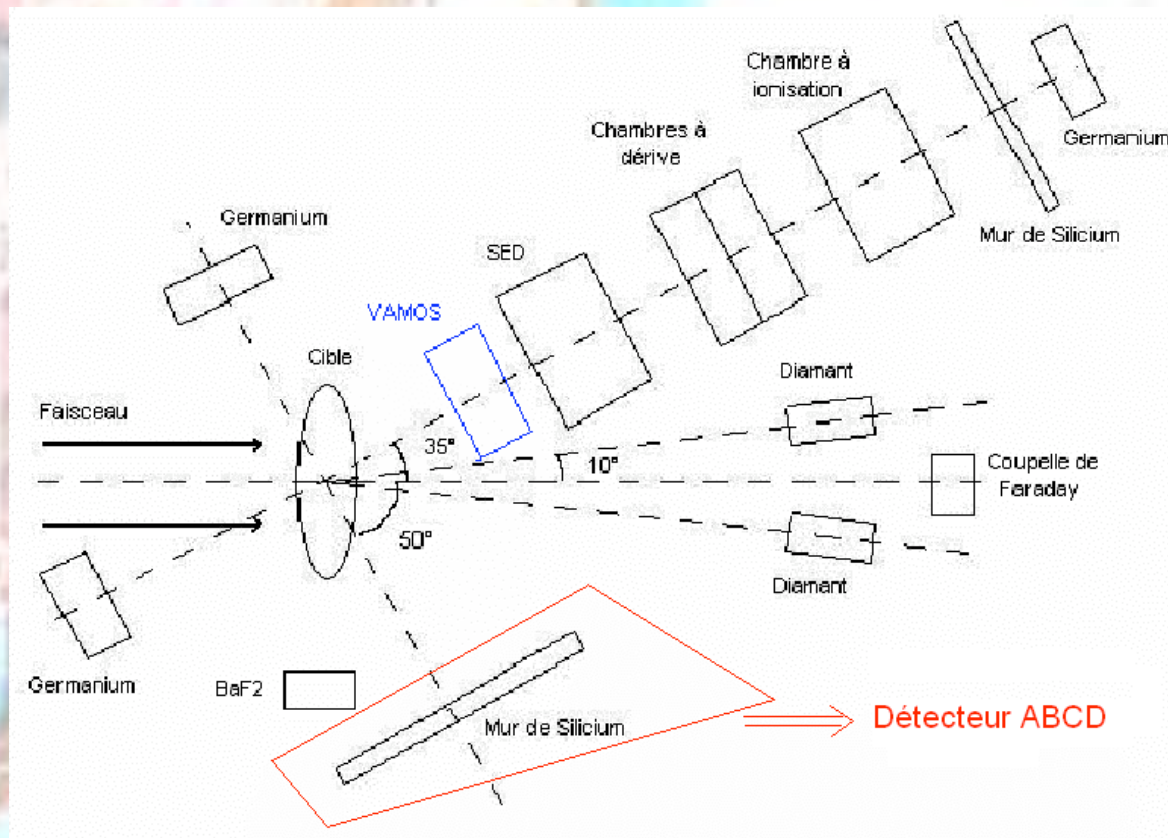 Chambre à
ionisation
Germanium
Chambres à
dérive
Mur de Silicium
Germanium
SED
VAMOS
Cible
Diamant
Faisceau
35°
10°
Coupelle de
Faraday
50°
Diamant
Germanium
BaF2
Mur de Silicium
Détecteur ABCD